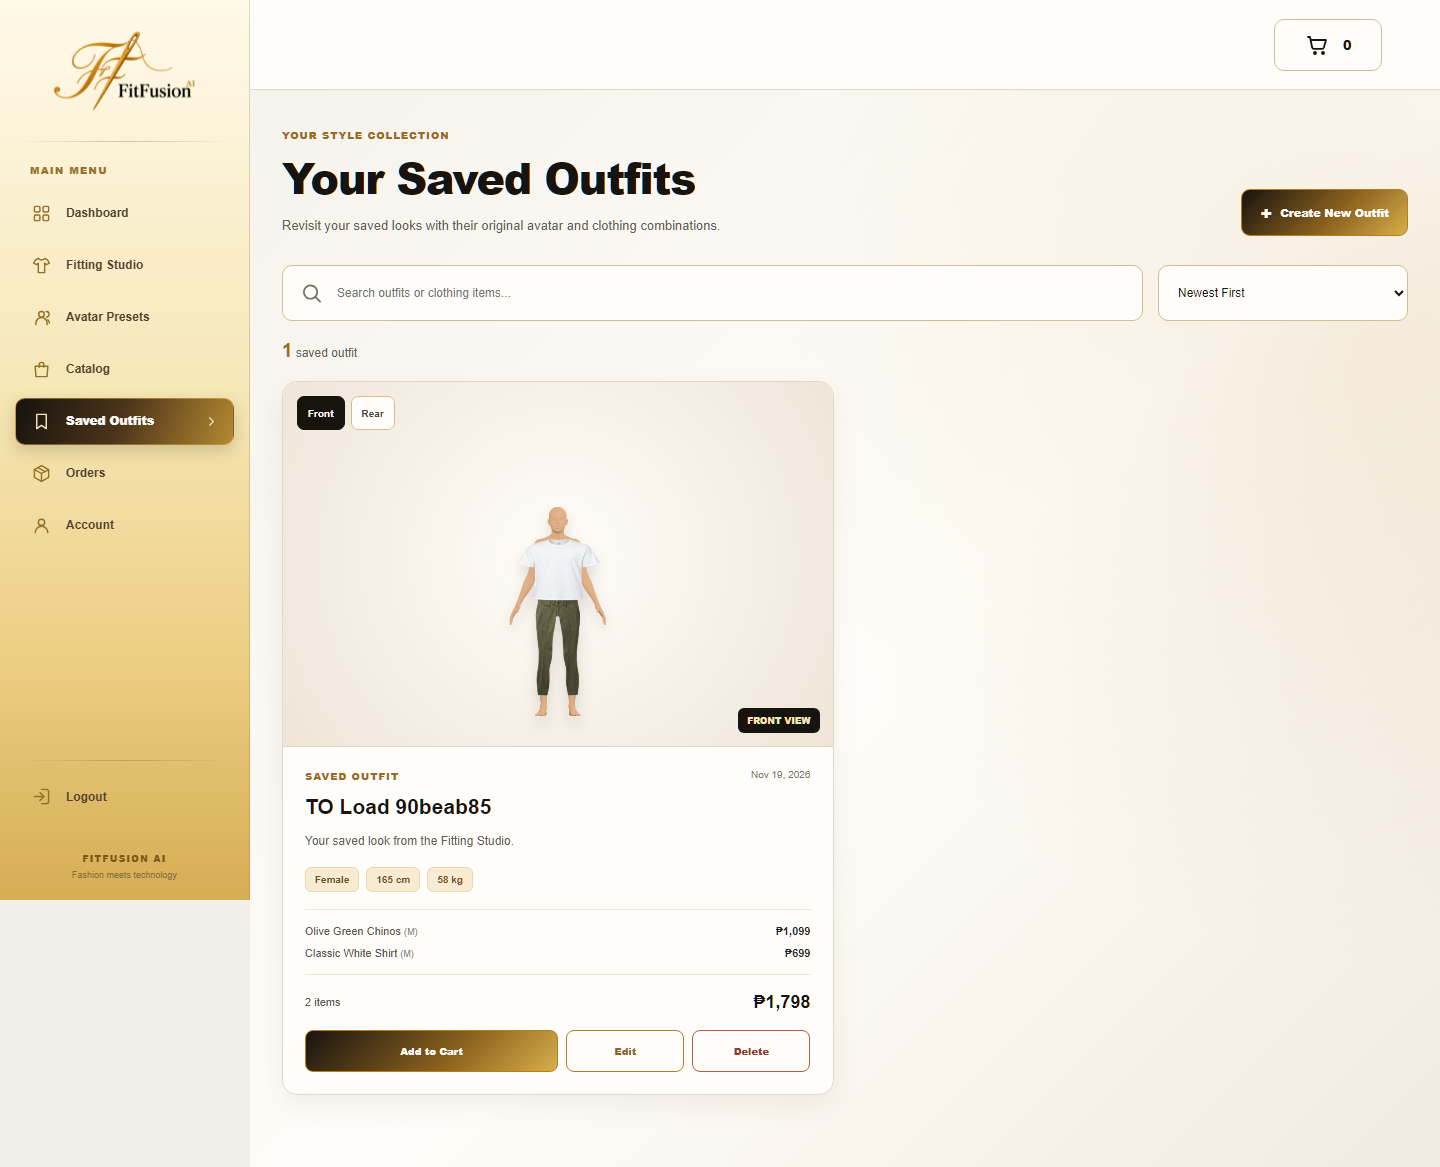 FitFusion AI
MAIN MENU
Dashboard
Fitting Studio
Avatar Presets
Catalog
Saved Outfits
Orders
Account
Logout
FITFUSION AI
Fashion meets technology
0
YOUR STYLE COLLECTION
Your Saved Outfits
Revisit your saved looks with their original avatar and clothing combinations.
+ Create New Outfit
Search outfits or clothing items...
Newest First
1 saved outfit
Front
Rear
FRONT VIEW
SAVED OUTFIT
Nov 19, 2026
TO Load 90beab85
Your saved look from the Fitting Studio.
Female
165 cm
58 kg
Olive Green Chinos (M) ₱1,099
Classic White Shirt (M) ₱699
2 items ₱1,798
Add to Cart
Edit
Delete